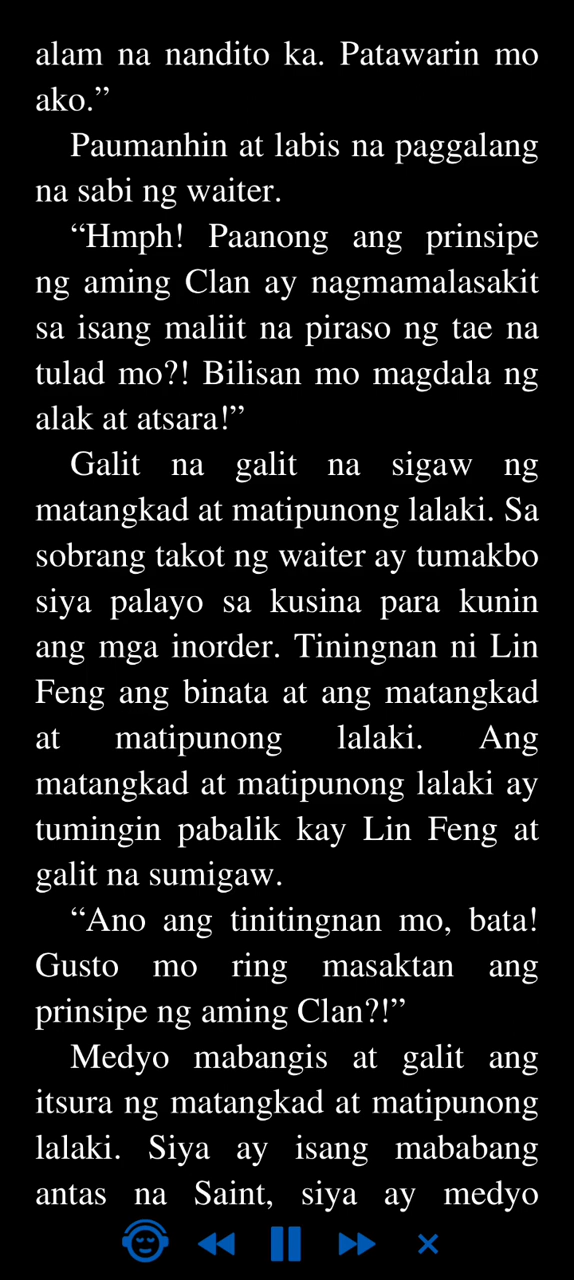 alam na nandito ka. Patawarin mo
ako.”
Paumanhin at labis na paggalang
na sabi ng waiter.
“Hmph! Paanong ang prinsipe
ng aming Clan ay nagmamalasakit
sa isang maliit na piraso ng tae na
tulad mo?! Bilisan mo magdala ng
alak at atsara!”
Galit na galit na sigaw ng
matangkad at matipunong lalaki. Sa
sobrang takot ng waiter ay tumakbo
siya palayo sa kusina para kunin
ang mga inorder. Tiningnan ni Lin
Feng ang binata at ang matangkad
at matipunong lalaki. Ang
matangkad at matipunong lalaki ay
tumingin pabalik kay Lin Feng at
galit na sumigaw.
“Ano ang tinitingnan mo, bata!
Gusto mo ring masaktan ang
prinsipe ng aming Clan?!”
Medyo mabangis at galit ang
itsura ng matangkad at matipunong
lalaki. Siya ay isang mababang
antas na Saint, siya ay medyo